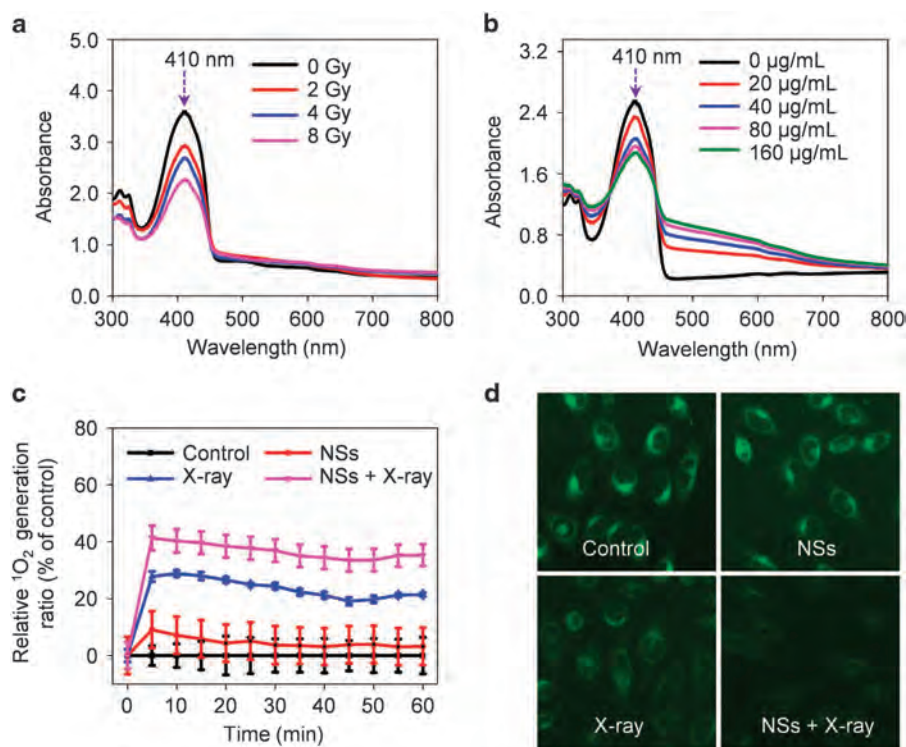 a
5.0
4.0
3.0
2.0
1.0
0.0
Absorbance
410 nm
0 Gy
2 Gy
4 Gy
8 Gy
300 400 500 600 700 800
Wavelength (nm)
b
3.2
2.4
1.6
0.8
0.0
Absorbance
410 nm
0 µg/mL
20 µg/mL
40 µg/mL
80 µg/mL
160 µg/mL
300 400 500 600 700 800
Wavelength (nm)
c
80
60
40
20
0
Relative ¹O₂ generation
ratio (% of control)
Control NSs
X-ray NSs + X-ray
0 10 20 30 40 50 60
Time (min)
d
Control
NSs
X-ray
NSs + X-ray